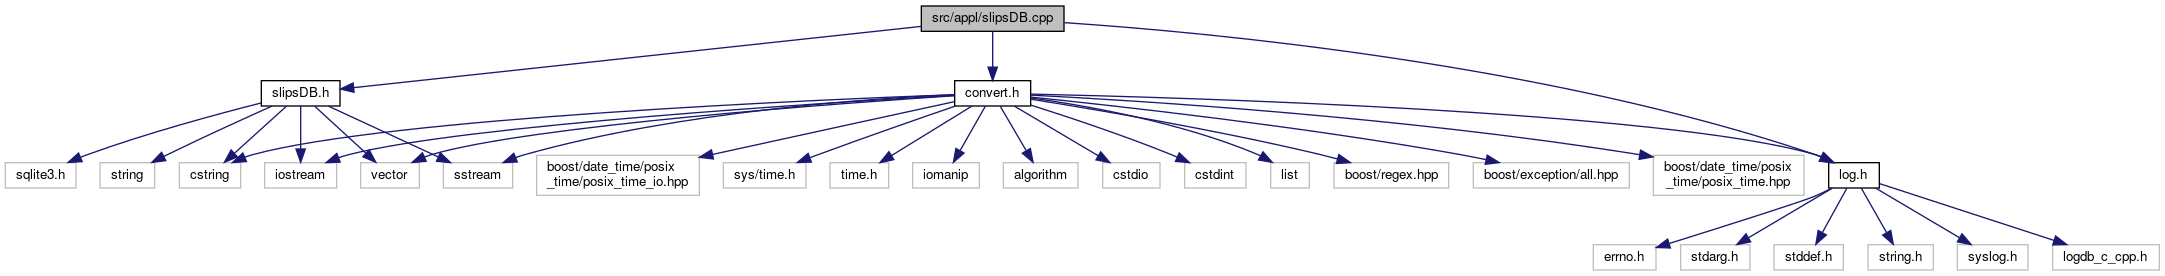 src/appl/slipsDB.cpp
slipsDB.h
convert.h
sqlite3.h
string
cstring
iostream
vector
sstream
boost/date_time/posix
_time/posix_time_io.hpp
sys/time.h
time.h
iomanip
algorithm
cstdio
cstdint
list
boost/regex.hpp
boost/exception/all.hpp
boost/date_time/posix
_time/posix_time.hpp
log.h
errno.h
stdarg.h
stddef.h
string.h
syslog.h
logdb_c_cpp.h